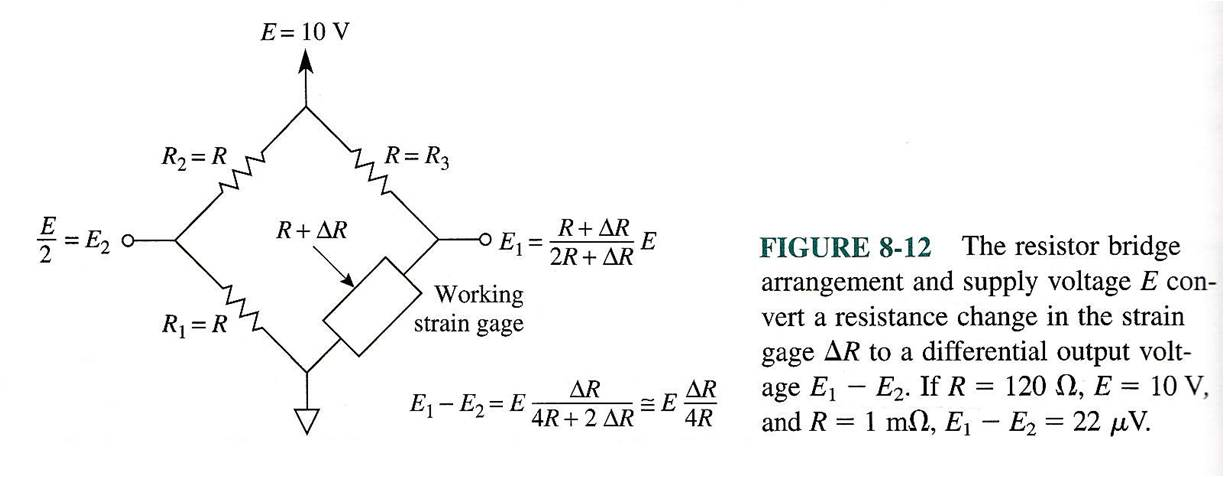 E = 10 V
R₂ = R
R = R₃
E/2 = E₂
R + ΔR
E₁ = (R + ΔR)/(2R + ΔR) E
Working
strain gage
R₁ = R
E₁ − E₂ = E ΔR/(4R + 2 ΔR) ≅ E ΔR/4R
FIGURE 8-12 The resistor bridge
arrangement and supply voltage E con-
vert a resistance change in the strain
gage ΔR to a differential output volt-
age E₁ − E₂. If R = 120 Ω, E = 10 V,
and R = 1 mΩ, E₁ − E₂ = 22 μV.